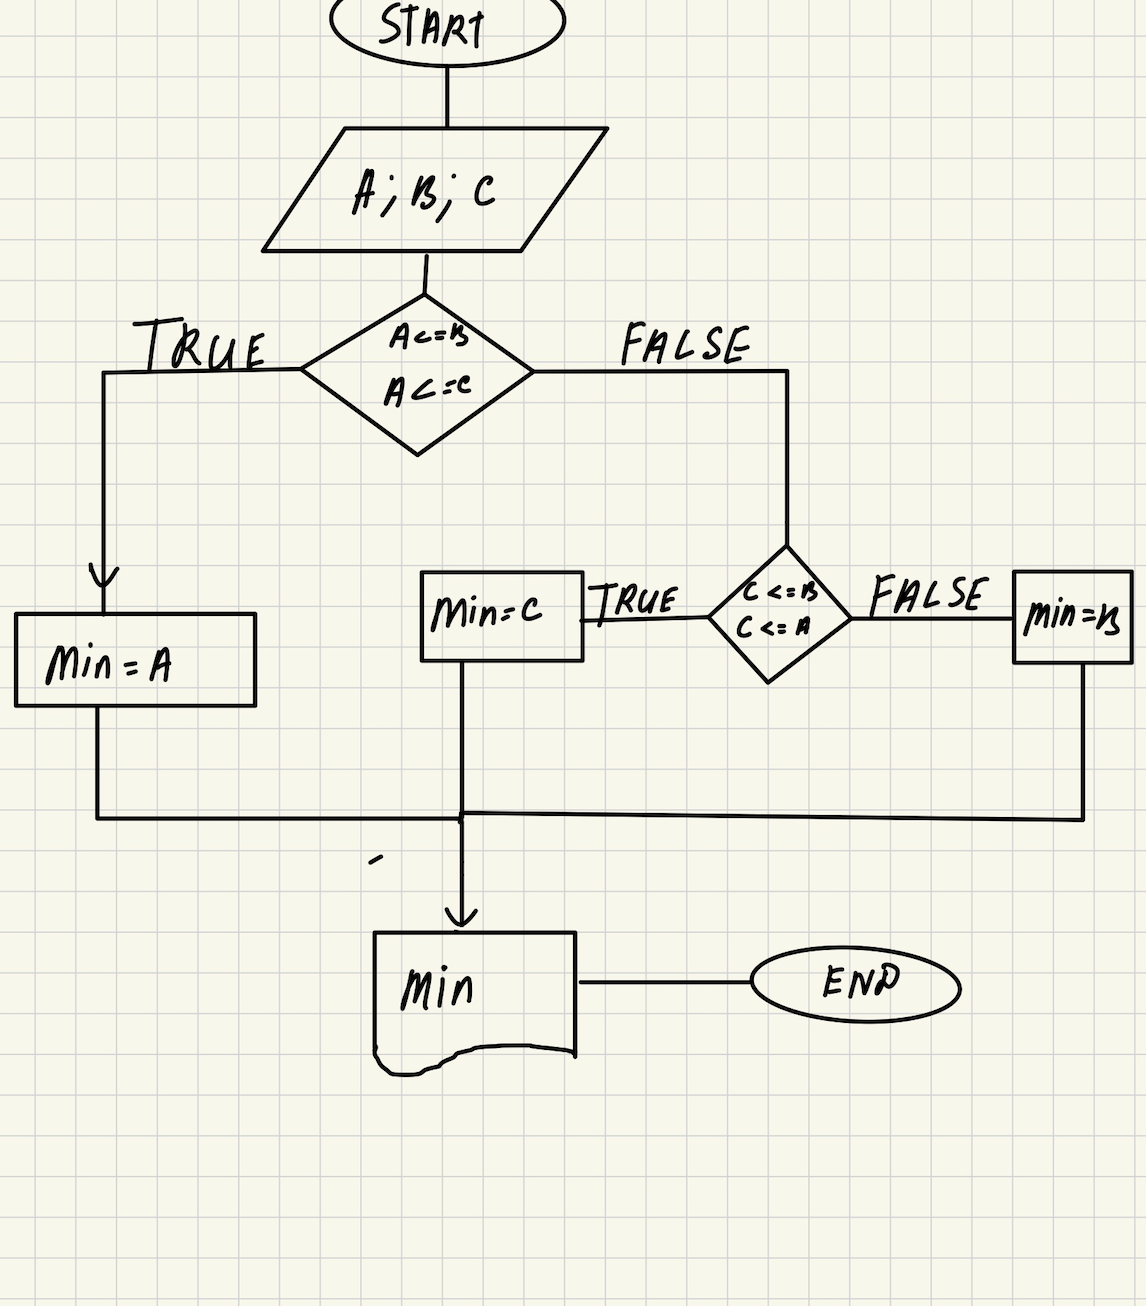 START
A; B; C
A<=B
A<=C
TRUE
FALSE
Min=A
Min=C
TRUE
C<=B
C<=A
FALSE
Min=B
Min
END